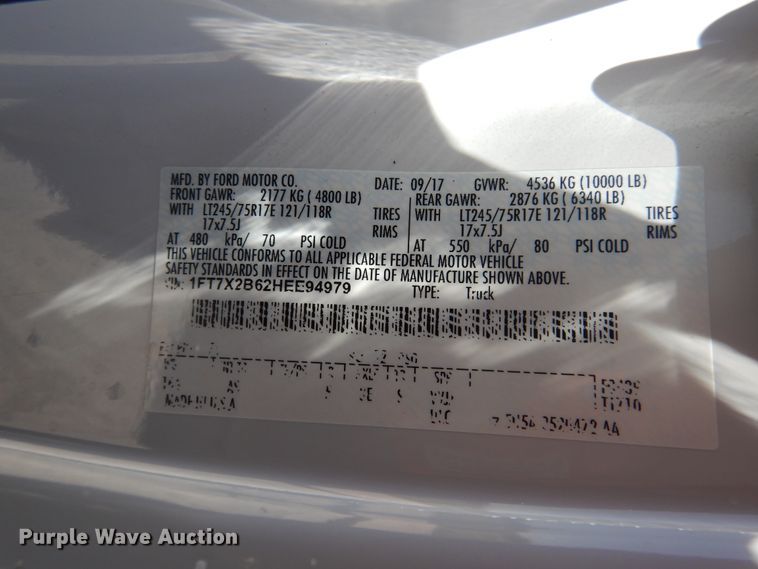 MFD. BY FORD MOTOR CO. DATE: 09/17 GVWR: 4536 KG (10000 LB)
FRONT GAWR: 2177 KG ( 4800 LB) REAR GAWR: 2876 KG ( 6340 LB)
WITH LT245/75R17E 121/118R TIRES WITH LT245/75R17E 121/118R TIRES
17x7.5J RIMS 17x7.5J RIMS
AT 480 kPa/ 70 PSI COLD AT 550 kPa/ 80 PSI COLD
THIS VEHICLE CONFORMS TO ALL APPLICABLE FEDERAL MOTOR VEHICLE
SAFETY STANDARDS IN EFFECT ON THE DATE OF MANUFACTURE SHOWN ABOVE.
VIN: 1FT7X2B62HEE94979 TYPE: Truck
MADE IN U.S.A
Purple Wave Auction